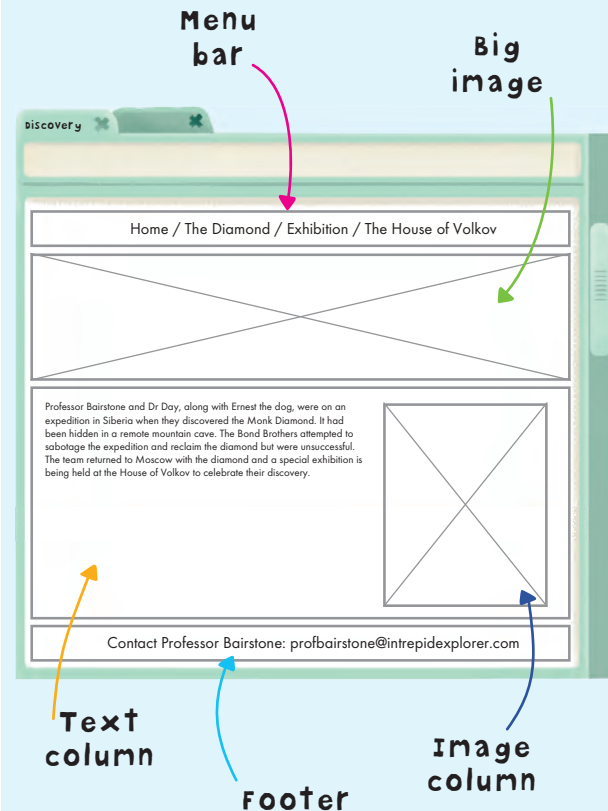 Menu
bar
Big
image
Discovery
Home / The Diamond / Exhibition / The House of Volkov
Professor Bairstone and Dr Day, along with Ernest the dog, were on an
expedition in Siberia when they discovered the Monk Diamond. It had
been hidden in a remote mountain cave. The Bond Brothers attempted to
sabotage the expedition and reclaim the diamond but were unsuccessful.
The team returned to Moscow with the diamond and a special exhibition is
being held at the House of Volkov to celebrate their discovery.
Contact Professor Bairstone: profbairstone@intrepidexplorer.com
Text
column
Image
column
Footer